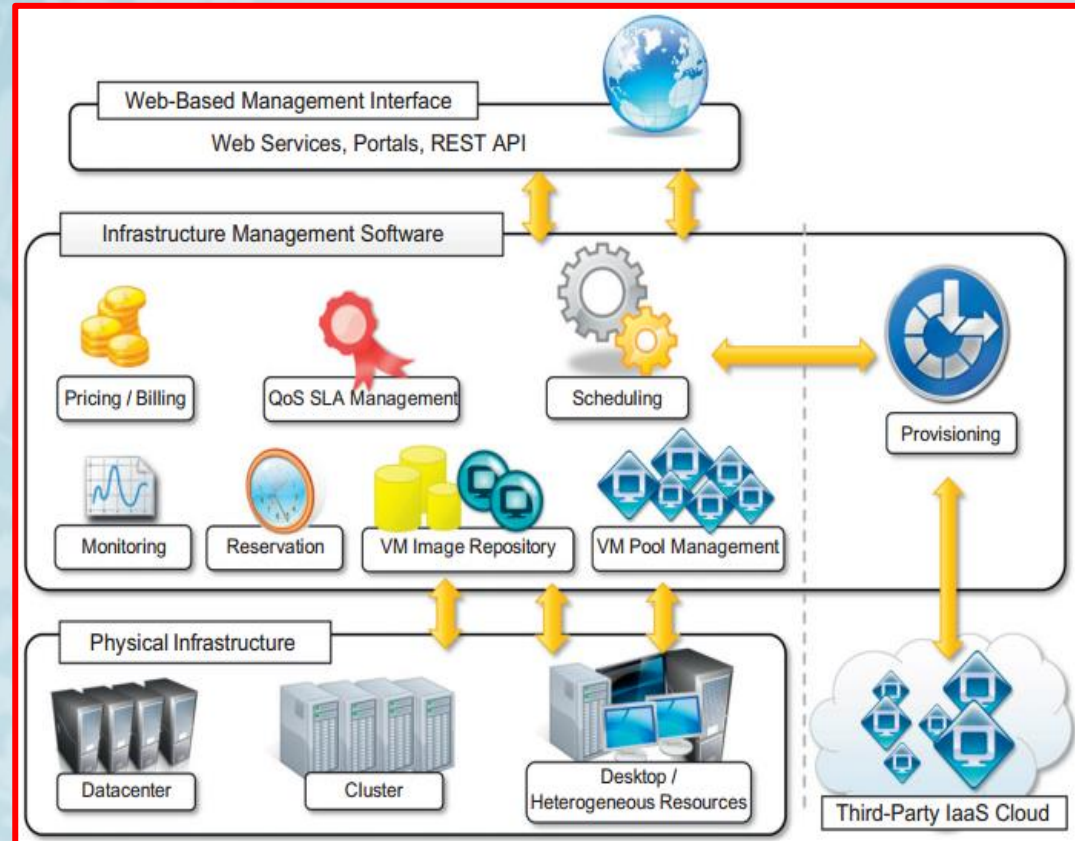 Web-Based Management Interface
Web Services, Portals, REST API
Infrastructure Management Software
Pricing / Billing
QoS SLA Management
Scheduling
Provisioning
Monitoring
Reservation
VM Image Repository
VM Pool Management
Physical Infrastructure
Datacenter
Cluster
Desktop /
Heterogeneous Resources
Third-Party IaaS Cloud